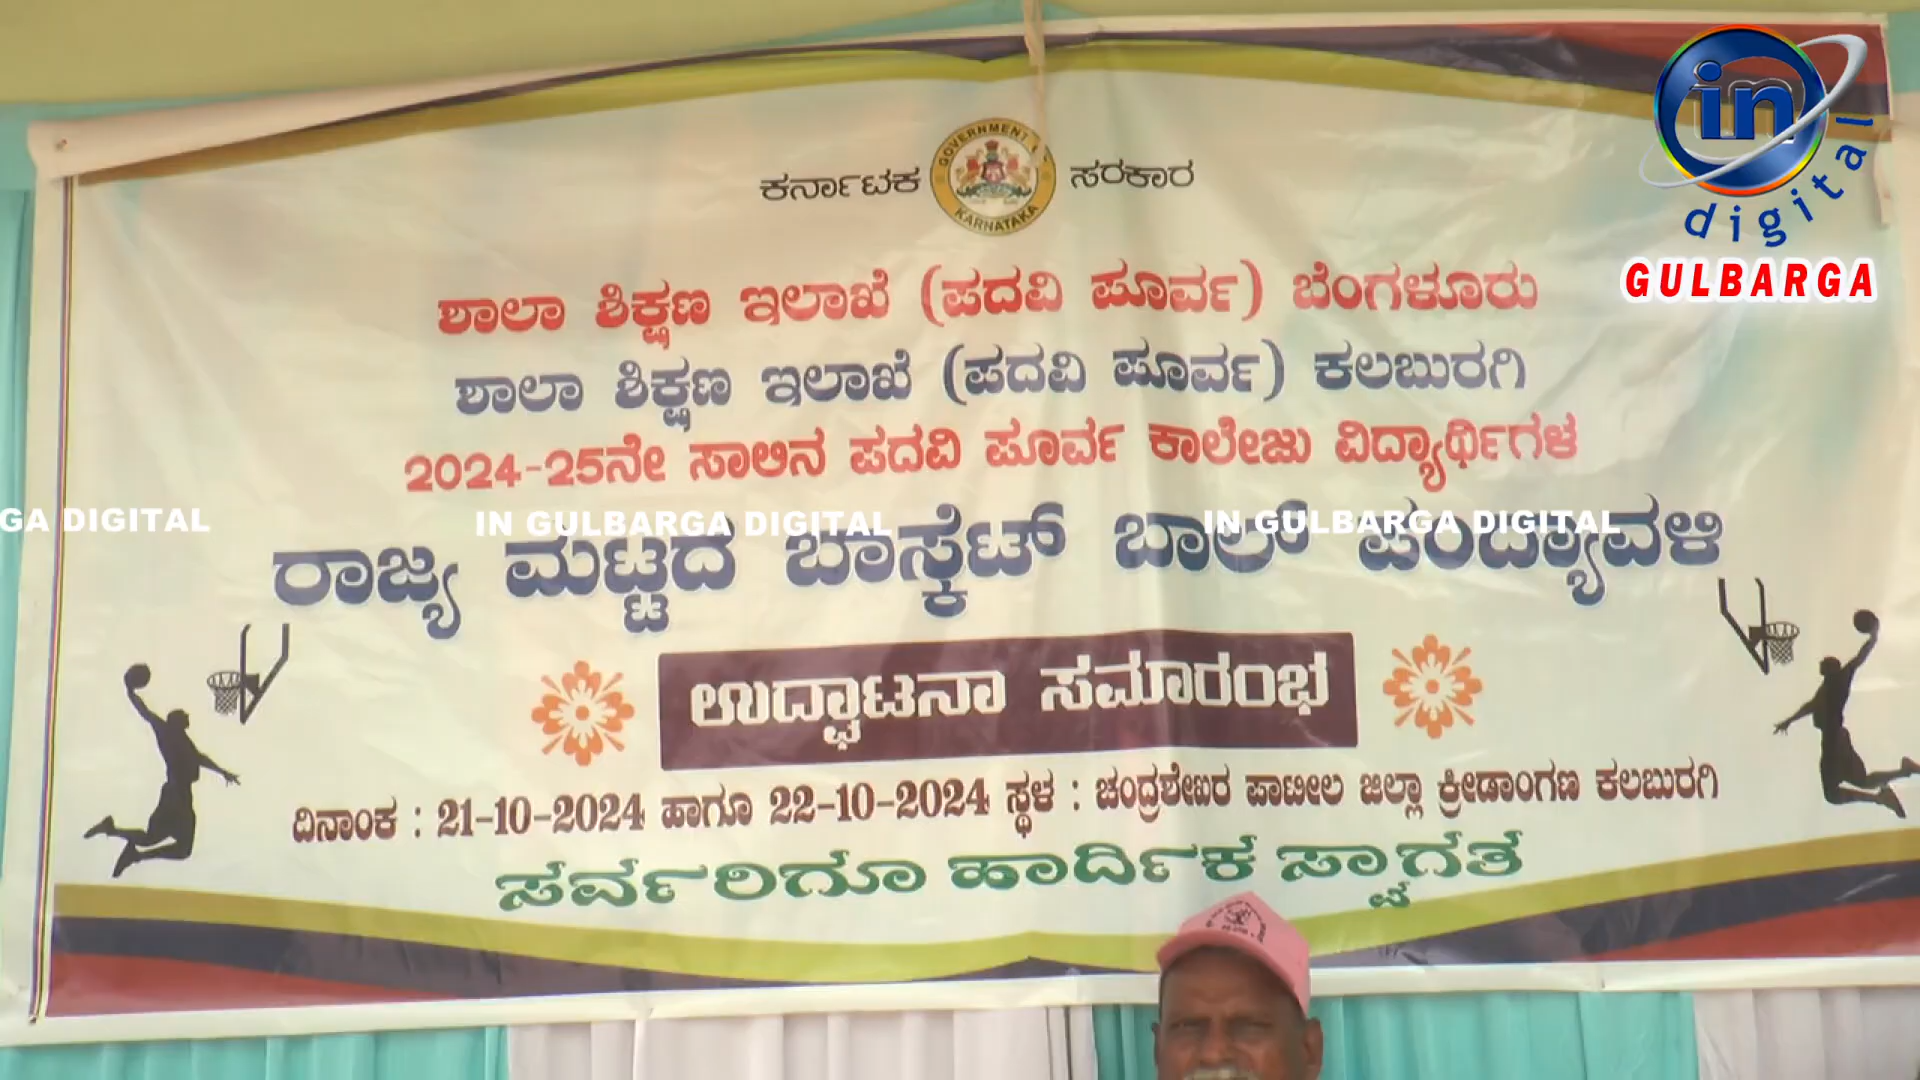 in
digital
GULBARGA
ಕರ್ನಾಟಕ GOVERNMENT KARNATAKA ಸರಕಾರ
ಶಾಲಾ ಶಿಕ್ಷಣ ಇಲಾಖೆ (ಪದವಿ ಪೂರ್ವ) ಬೆಂಗಳೂರು
ಶಾಲಾ ಶಿಕ್ಷಣ ಇಲಾಖೆ (ಪದವಿ ಪೂರ್ವ) ಕಲಬುರಗಿ
2024-25ನೇ ಸಾಲಿನ ಪದವಿ ಪೂರ್ವ ಕಾಲೇಜು ವಿದ್ಯಾರ್ಥಿಗಳ
GA DIGITAL IN GULBARGA DIGITAL IN GULBARGA DIGITAL
ರಾಜ್ಯ ಮಟ್ಟದ ಬಾಸ್ಕೆಟ್ ಬಾಲ್ ಪಂದ್ಯಾವಳಿ
ಉದ್ಘಾಟನಾ ಸಮಾರಂಭ
ದಿನಾಂಕ : 21-10-2024 ಹಾಗೂ 22-10-2024 ಸ್ಥಳ : ಚಂದ್ರಶೇಖರ ಪಾಟೀಲ ಜಿಲ್ಲಾ ಕ್ರೀಡಾಂಗಣ ಕಲಬುರಗಿ
ಸರ್ವರಿಗೂ ಹಾರ್ದಿಕ ಸ್ವಾಗತ